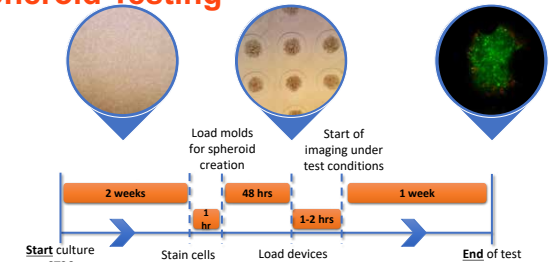 Testing
Load molds
for spheroid
creation
Start of
imaging under
test conditions
2 weeks
1
hr
48 hrs
1-2 hrs
1 week
Start culture
Stain cells
Load devices
End of test